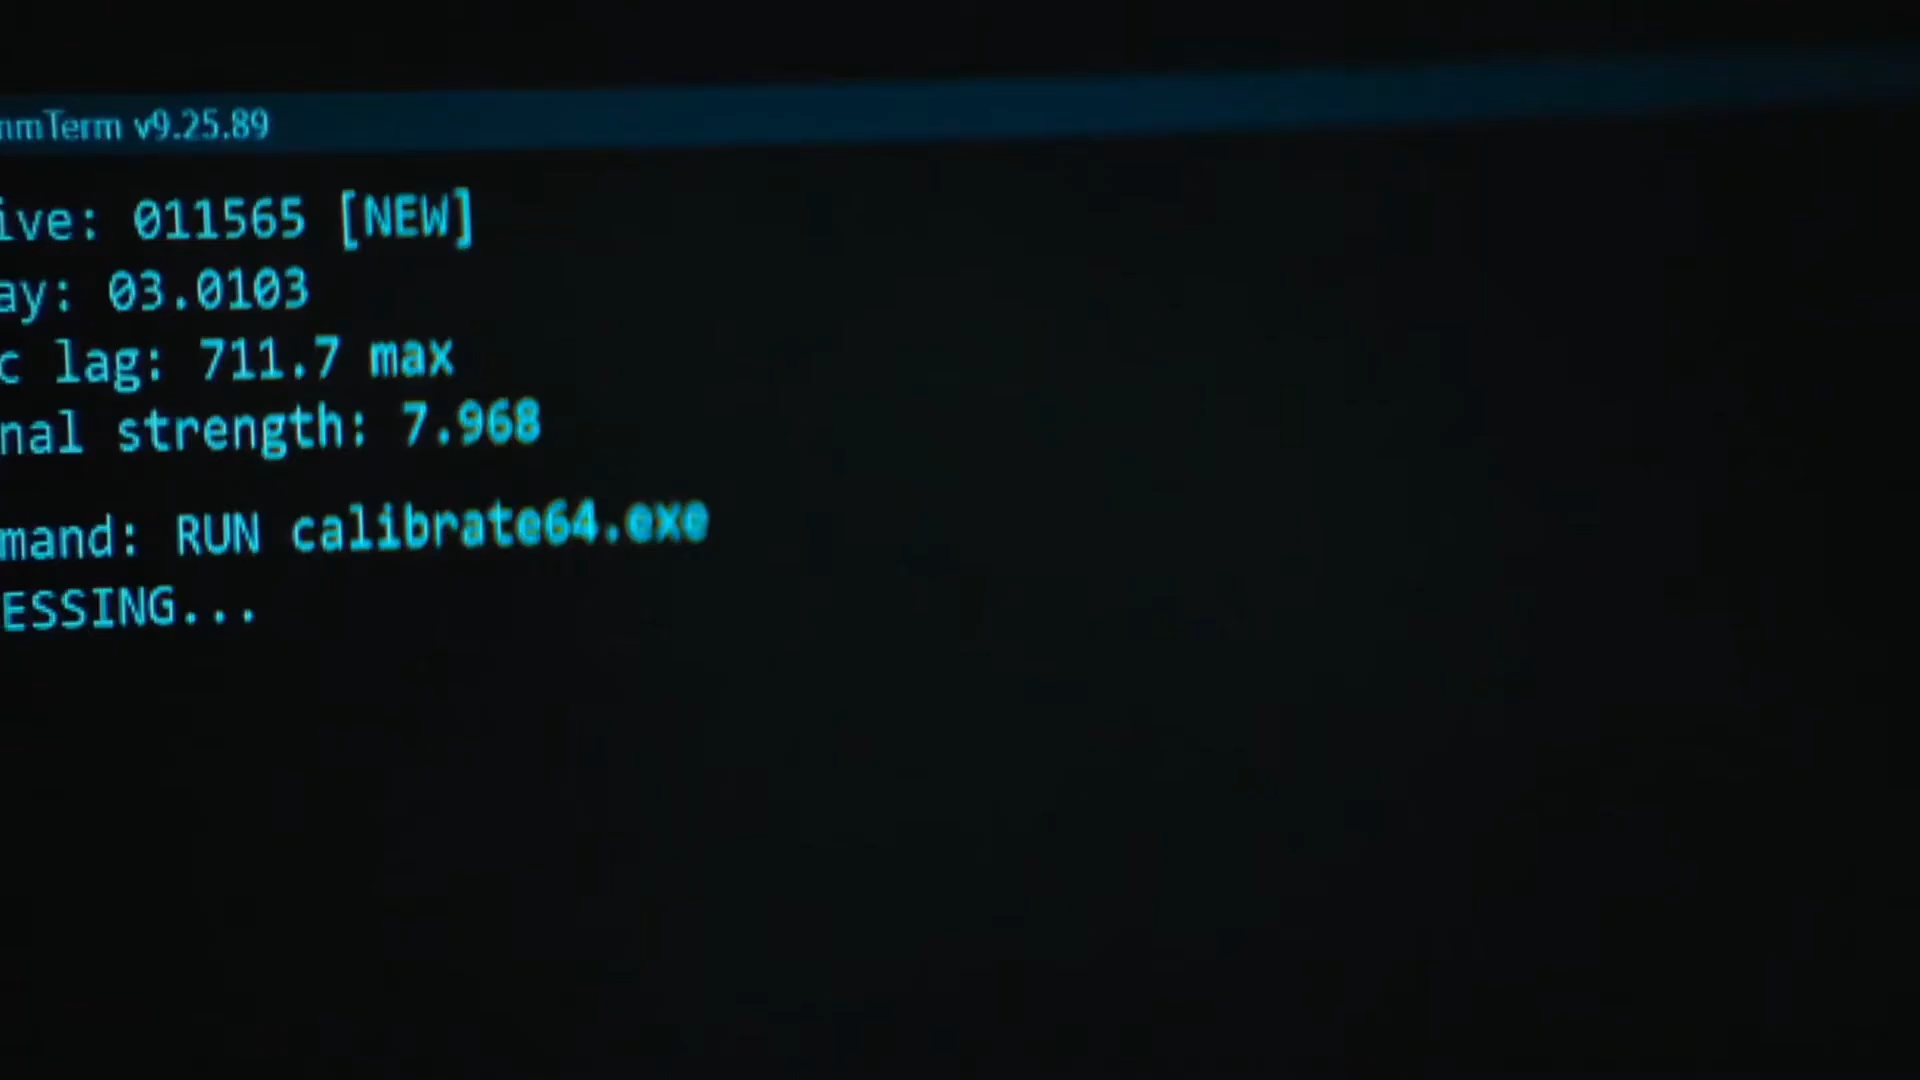 mTerm v9.25.89
ive: 011565 [NEW]
ay: 03.0103
c lag: 711.7 max
nal strength: 7.968
mand: RUN calibrate64.exe
ESSING...